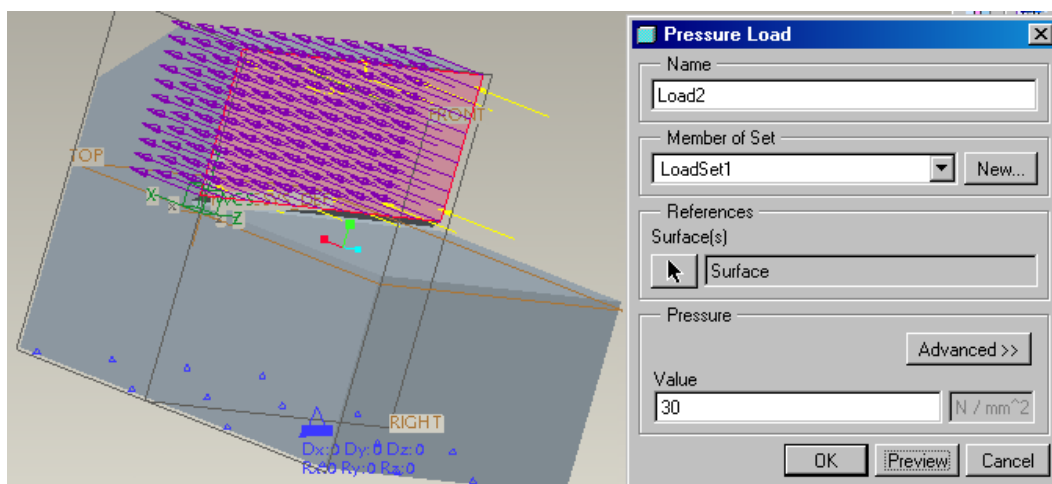 FRONT
TOP
X
Z
RIGHT
Dx:0 Dy:0 Dz:0
Rx:0 Ry:0 Rz:0
Pressure Load
Name
Load2
Member of Set
LoadSet1
New...
References
Surface(s)
Surface
Pressure
Advanced >>
Value
30
N / mm^2
OK
Preview
Cancel